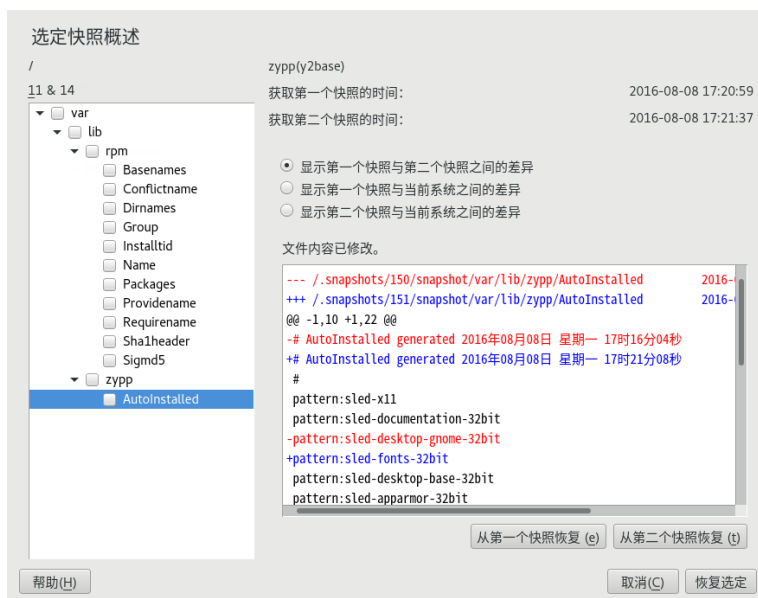 选定快照概述
/
11 & 14
var
lib
rpm
Basenames
Conflictname
Dirnames
Group
Installtid
Name
Packages
Providename
Requirename
Sha1header
Sigmd5
zypp
AutoInstalled
zypp(y2base)
获取第一个快照的时间: 2016-08-08 17:20:59
获取第二个快照的时间: 2016-08-08 17:21:37
显示第一个快照与第二个快照之间的差异
显示第一个快照与当前系统之间的差异
显示第二个快照与当前系统之间的差异
文件内容已修改。
--- /.snapshots/150/snapshot/var/lib/zypp/AutoInstalled 2016-
+++ /.snapshots/151/snapshot/var/lib/zypp/AutoInstalled 2016-
@@ -1,10 +1,22 @@
-# AutoInstalled generated 2016年08月08日 星期一 17时16分04秒
+# AutoInstalled generated 2016年08月08日 星期一 17时21分08秒
#
pattern:sled-x11
pattern:sled-documentation-32bit
-pattern:sled-desktop-gnome-32bit
+pattern:sled-fonts-32bit
pattern:sled-desktop-base-32bit
pattern:sled-apparmor-32bit
从第一个快照恢复 (e) 从第二个快照恢复 (t)
帮助(H) 取消(C) 恢复选定